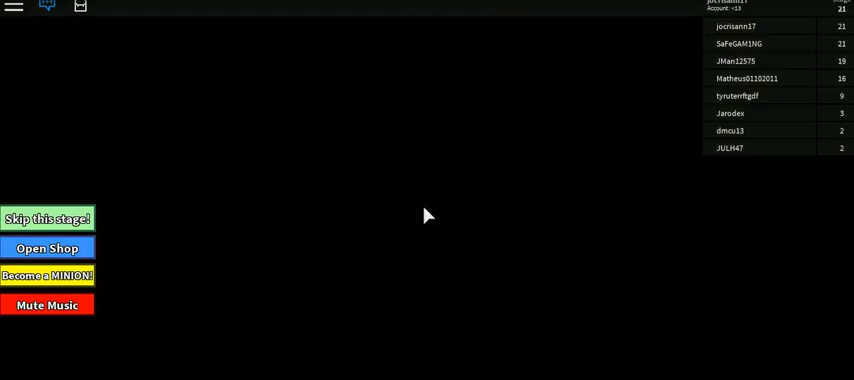 jocrisann17
Account: <13
21
jocrisann17 21
SaFeGAM1NG 21
JMan12575 19
Matheus01102011 16
tyruterrftgdf 9
Jarodex 3
dmcu13 2
JULH47 2
Skip this stage!
Open Shop
Become a MINION!
Mute Music